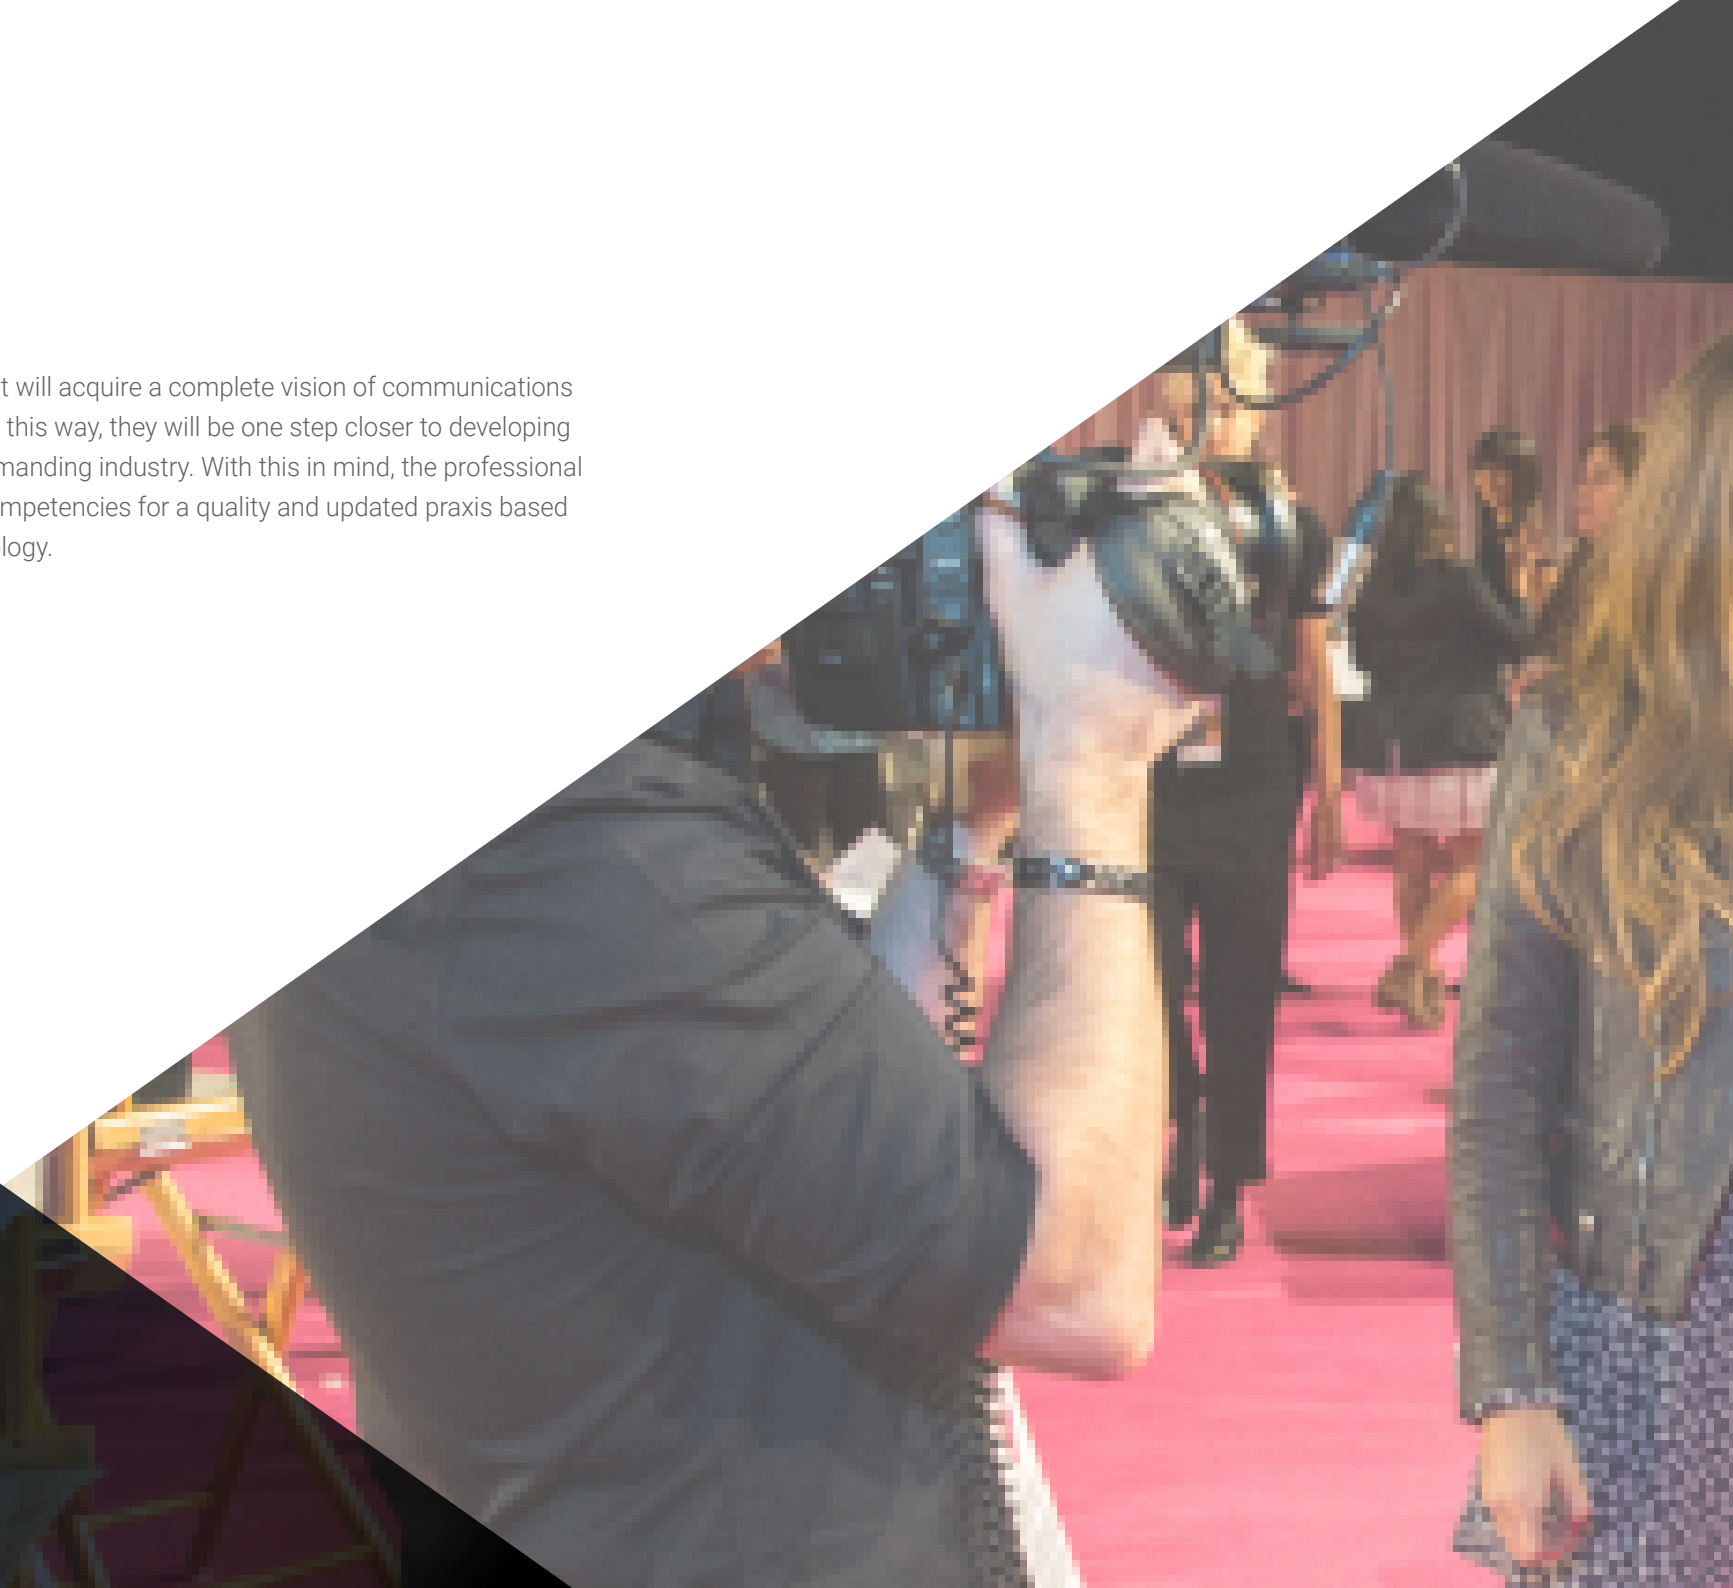 t will acquire a complete vision of communications
this way, they will be one step closer to developing
manding industry. With this in mind, the professional
mpetencies for a quality and updated praxis based
logy.